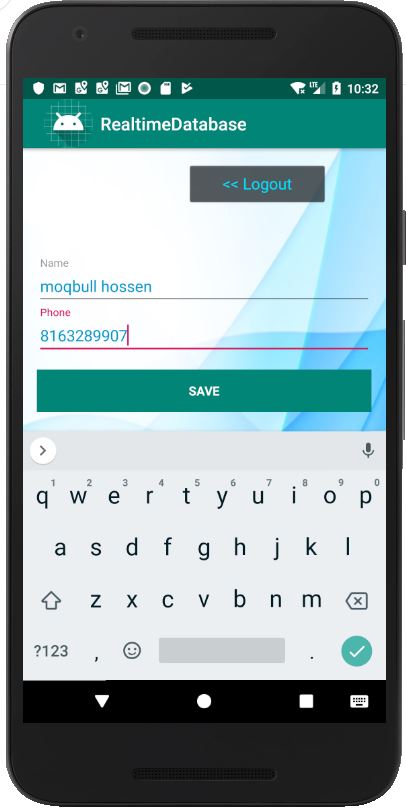 LTE 10:32
RealtimeDatabase
<< Logout
Name
moqbull hossen
Phone
8163289907
SAVE
1 2 3 4 5 6 7 8 9 0
q w e r t y u i o p
a s d f g h j k l
z x c v b n m
?123 , .